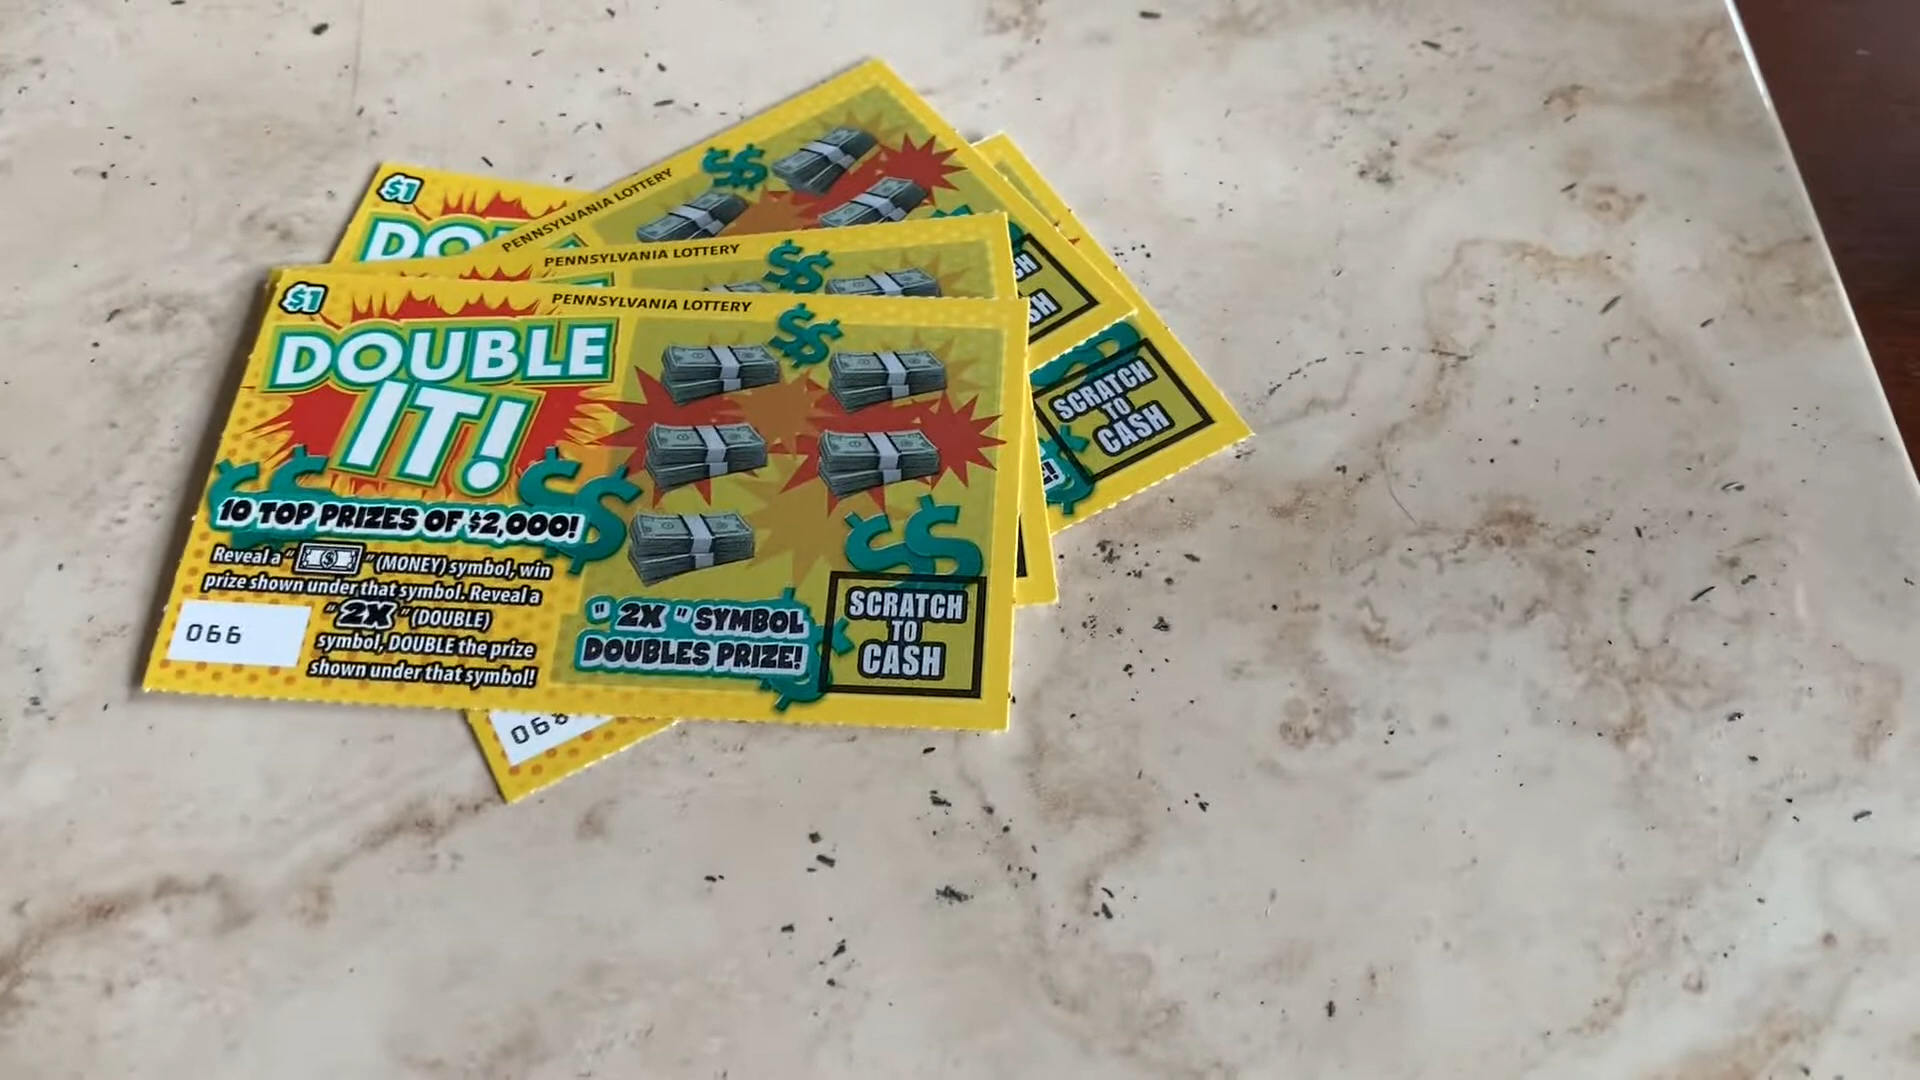 $1
DO
PENNSYLVANIA LOTTERY
PENNSYLVANIA LOTTERY
PENNSYLVANIA LOTTERY
$1
DOUBLE
IT!
10 TOP PRIZES OF $2,000!
Reveal a " $ " (MONEY) symbol, win
prize shown under that symbol. Reveal a
" 2X " (DOUBLE)
symbol, DOUBLE the prize
shown under that symbol!
066
" 2X " SYMBOL
DOUBLES PRIZE!
SCRATCH
TO
CASH
SCRATCH
TO
CASH
068